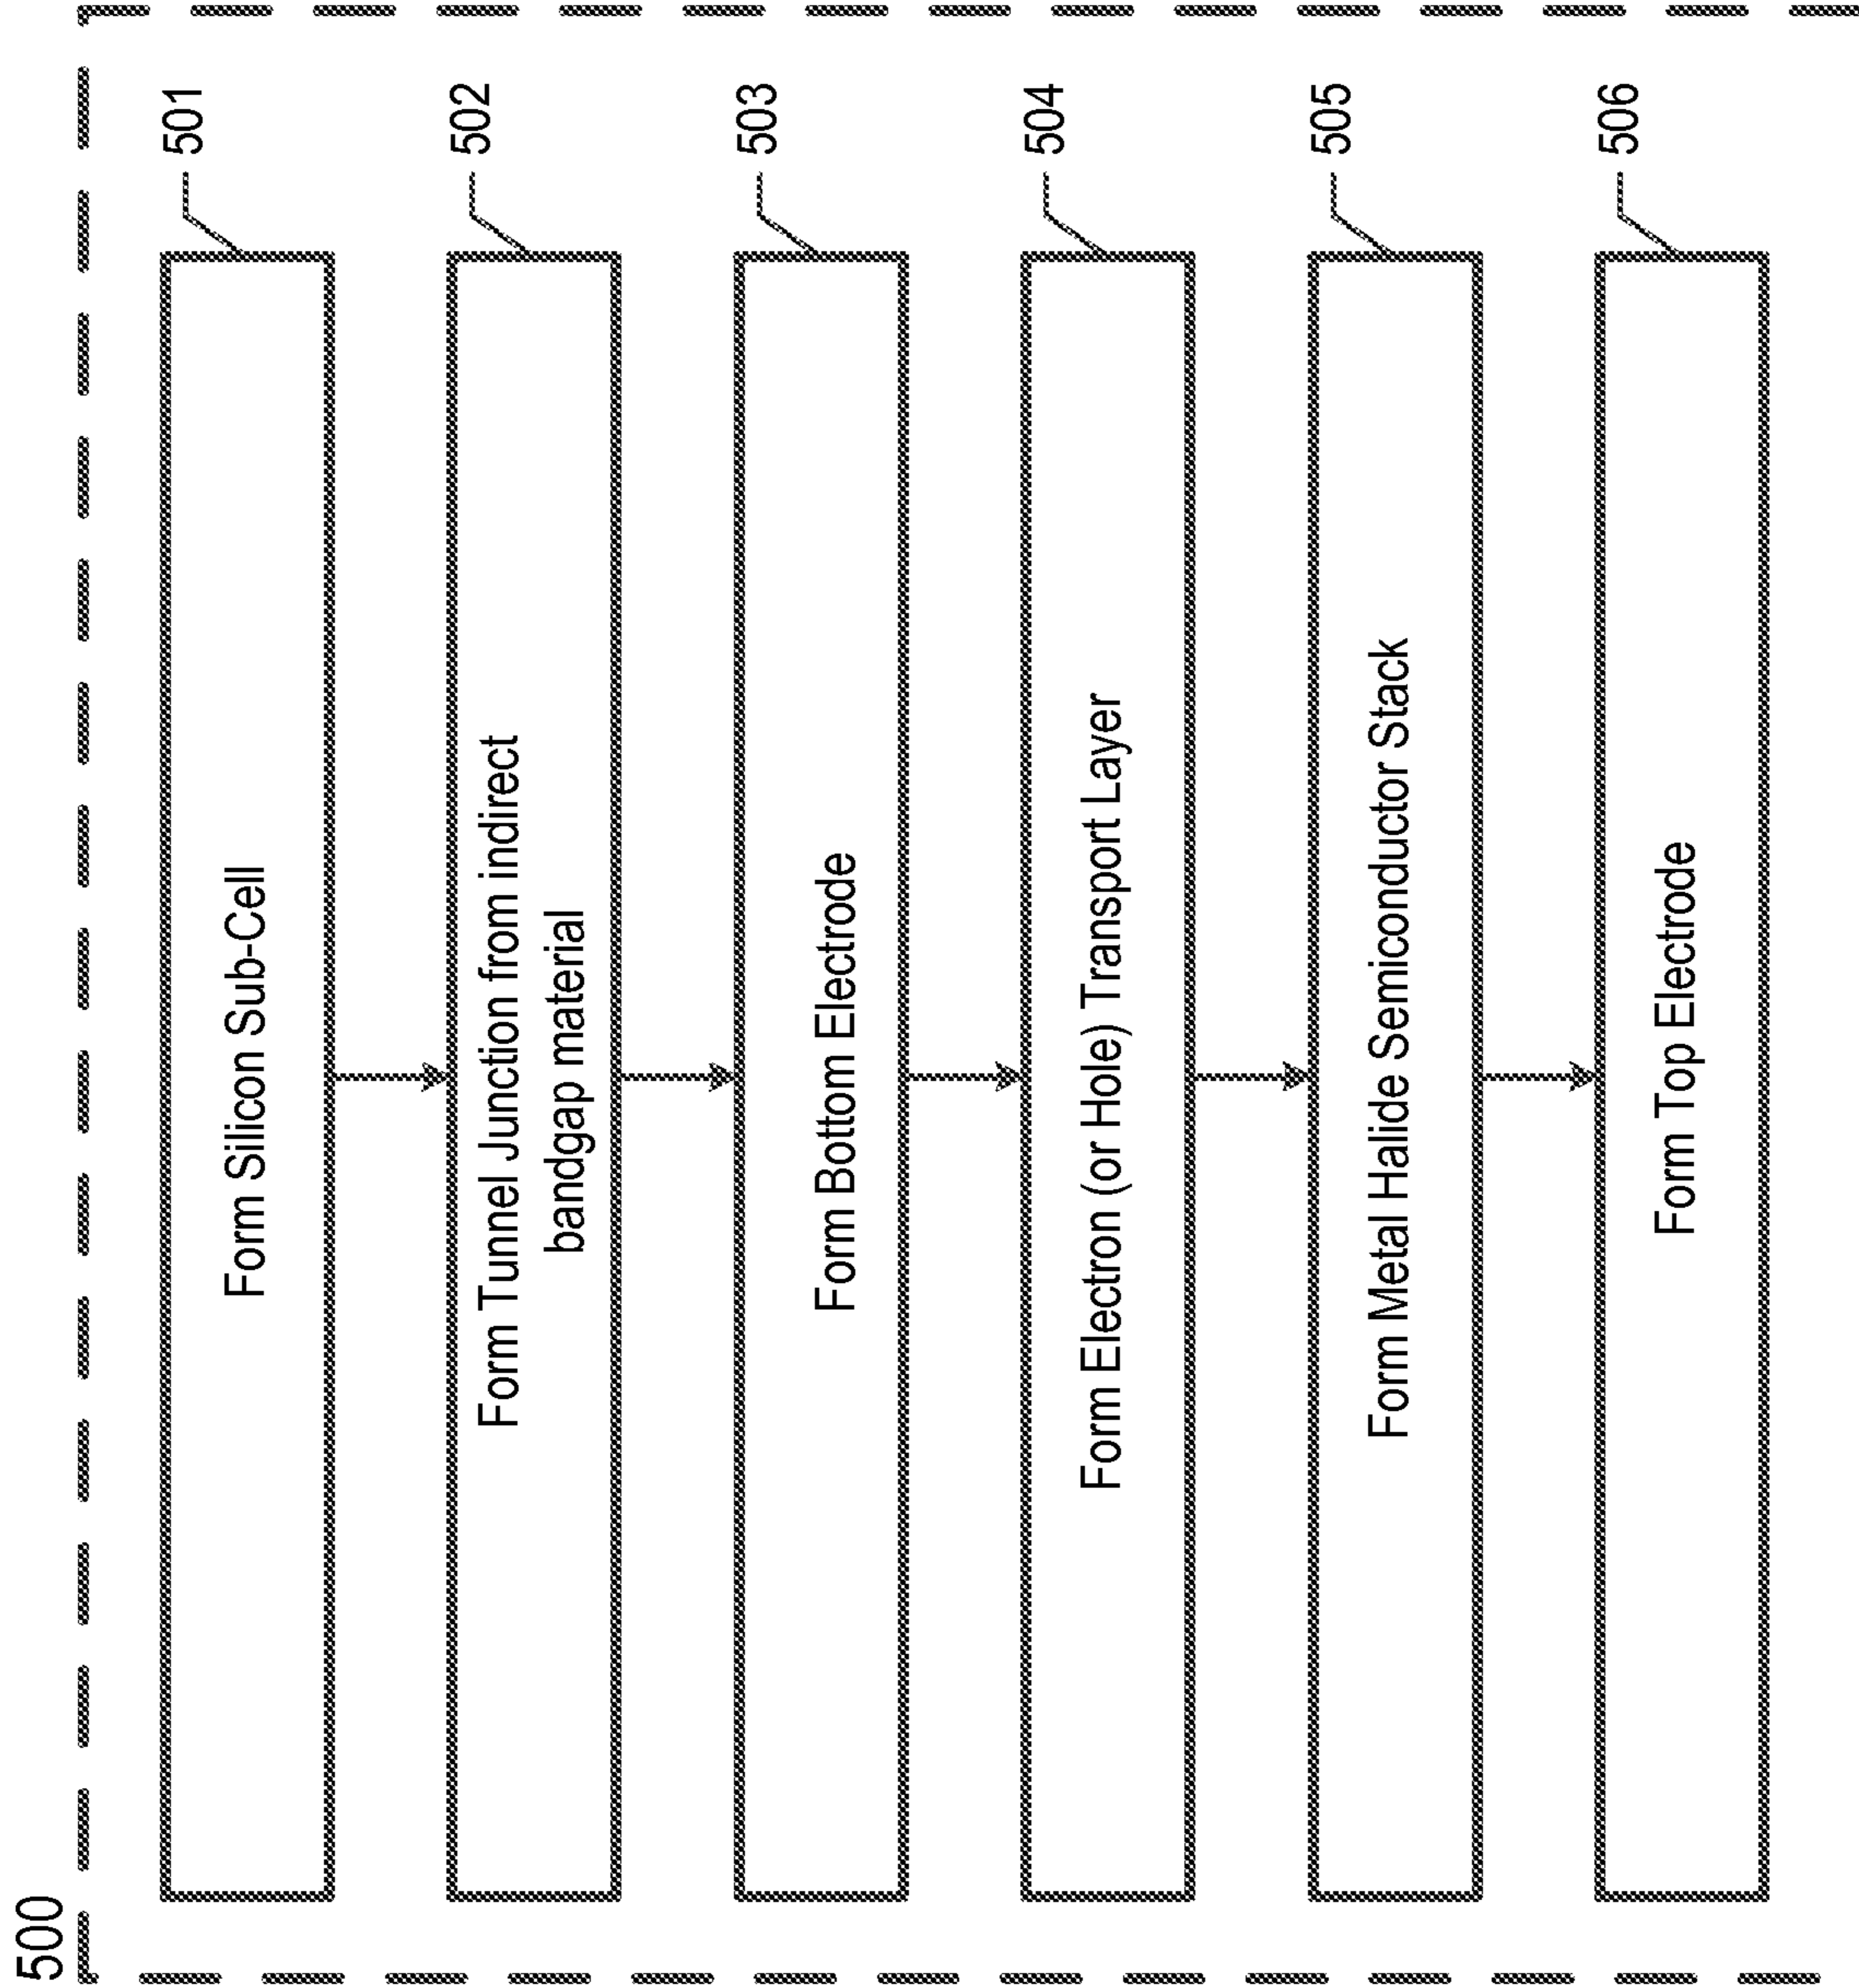 500
Form Silicon Sub-Cell
501
Form Tunnel Junction from indirect
bandgap material
502
Form Bottom Electrode
503
Form Electron (or Hole) Transport Layer
504
Form Metal Halide Semiconductor Stack
505
Form Top Electrode
506